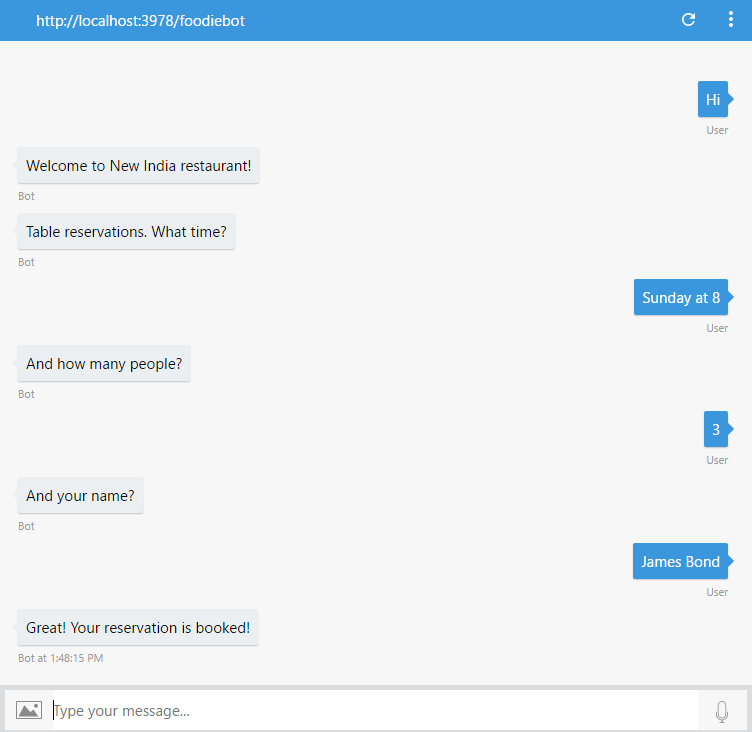 http://localhost:3978/foodiebot
Hi
User
Welcome to New India restaurant!
Bot
Table reservations. What time?
Bot
Sunday at 8
User
And how many people?
Bot
3
User
And your name?
Bot
James Bond
User
Great! Your reservation is booked!
Bot at 1:48:15 PM
Type your message...